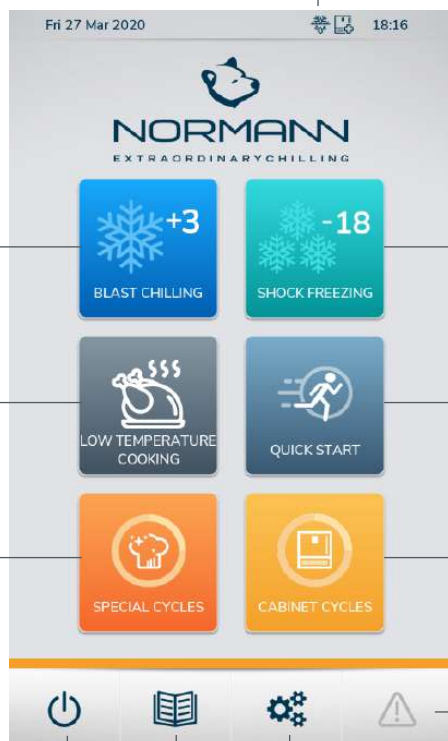 Fri 27 Mar 2020 18:16
NORMANN
EXTRAORDINARYCHILLING
+3 -18
BLAST CHILLING SHOCK FREEZING
LOW TEMPERATURE
COOKING
QUICK START
SPECIAL CYCLES CABINET CYCLES